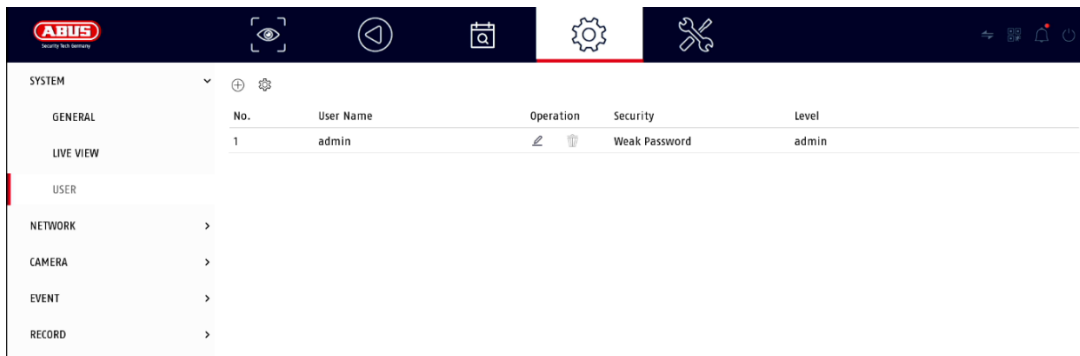 ABUS
Security Tech Germany
SYSTEM
GENERAL
LIVE VIEW
USER
NETWORK
CAMERA
EVENT
RECORD
No. User Name Operation Security Level
1 admin Weak Password admin